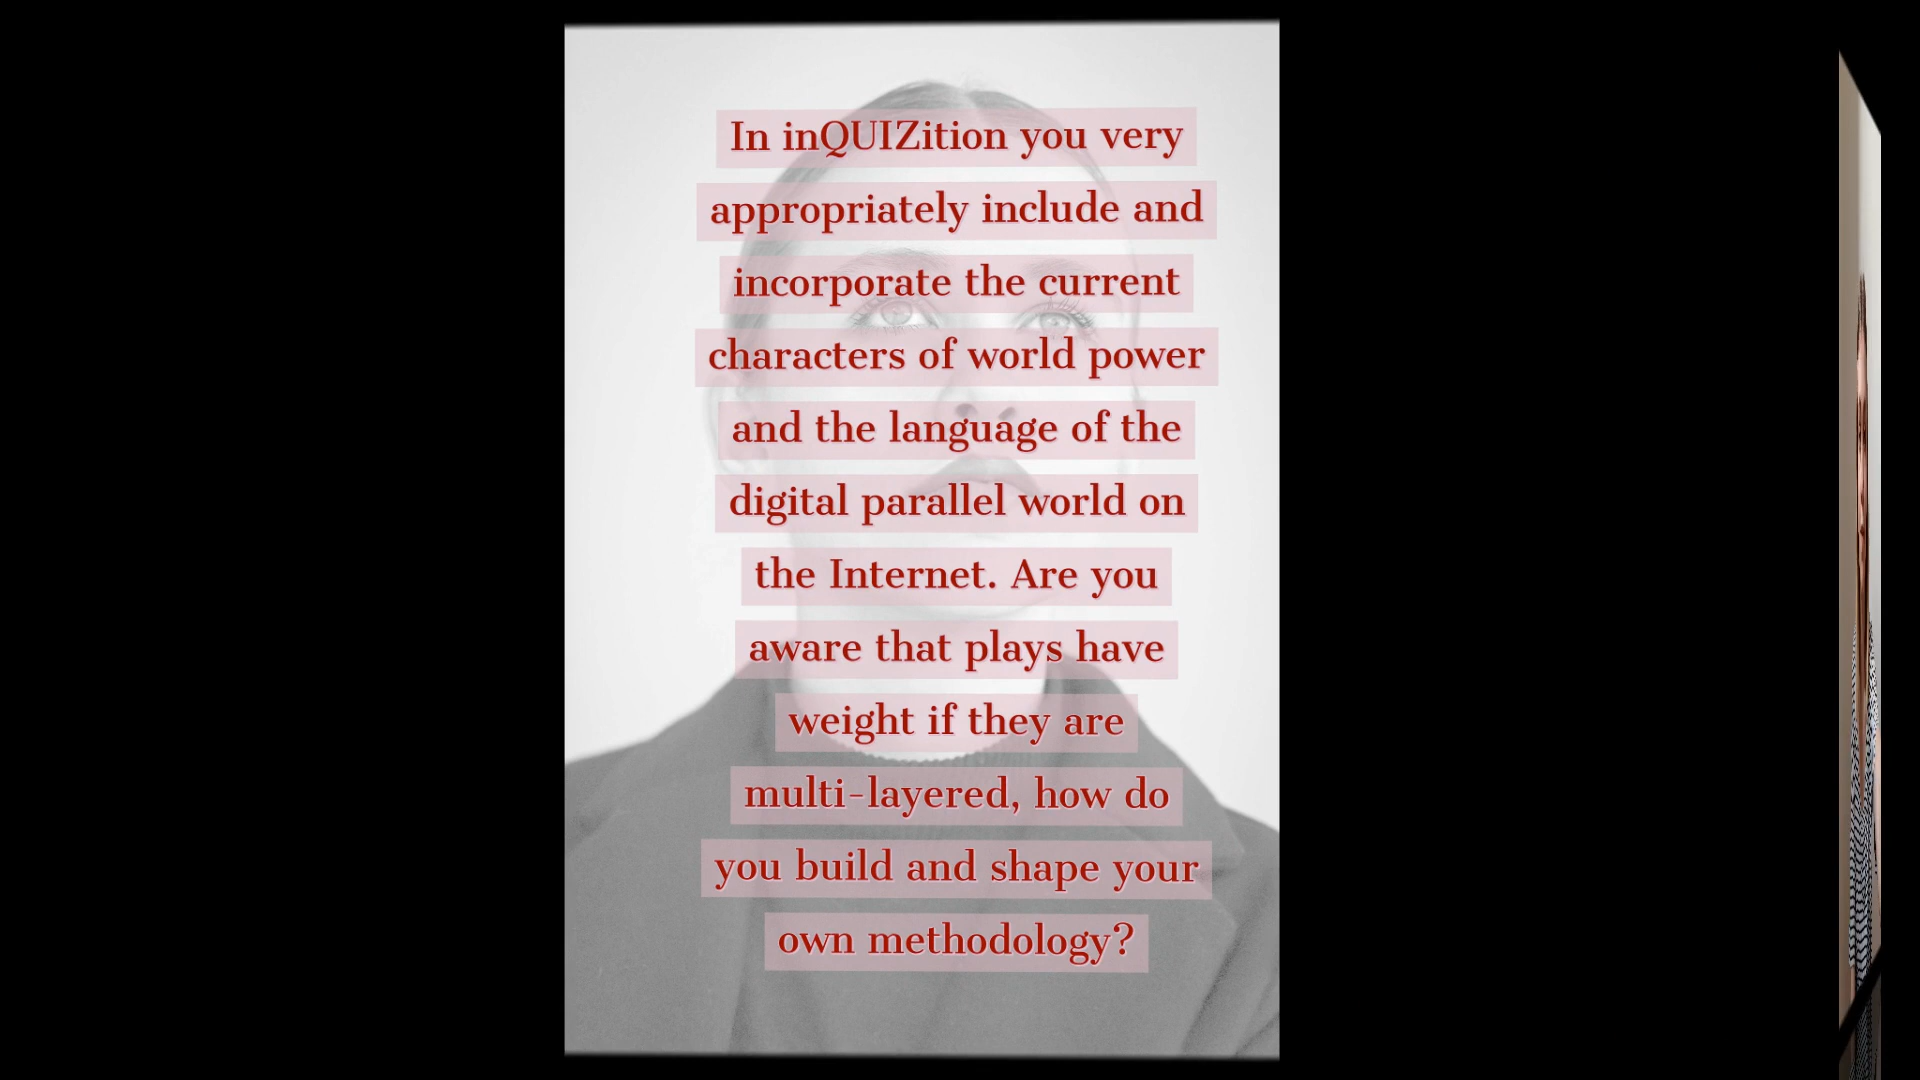 In inQUIZition you very
appropriately include and
incorporate the current
characters of world power
and the language of the
digital parallel world on
the Internet. Are you
aware that plays have
weight if they are
multi-layered, how do
you build and shape your
own methodology?